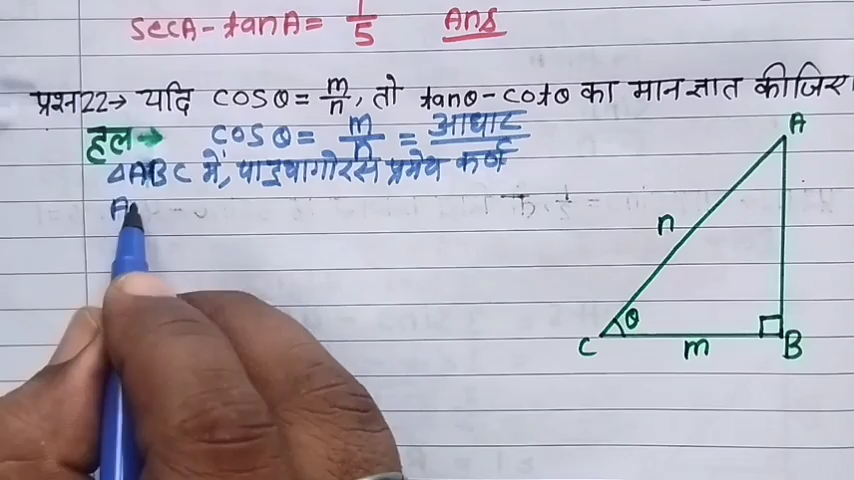 secA-tanA= 1/5 Ans
प्रश्न22→ यदि cosθ= m/n, तो tanθ-cotθ का मान ज्ञात कीजिए
हल→ cosθ= m/n = आधार/कर्ण
△ABC में, पाइथागोरस प्रमेय
A
A
n
θ
C m B